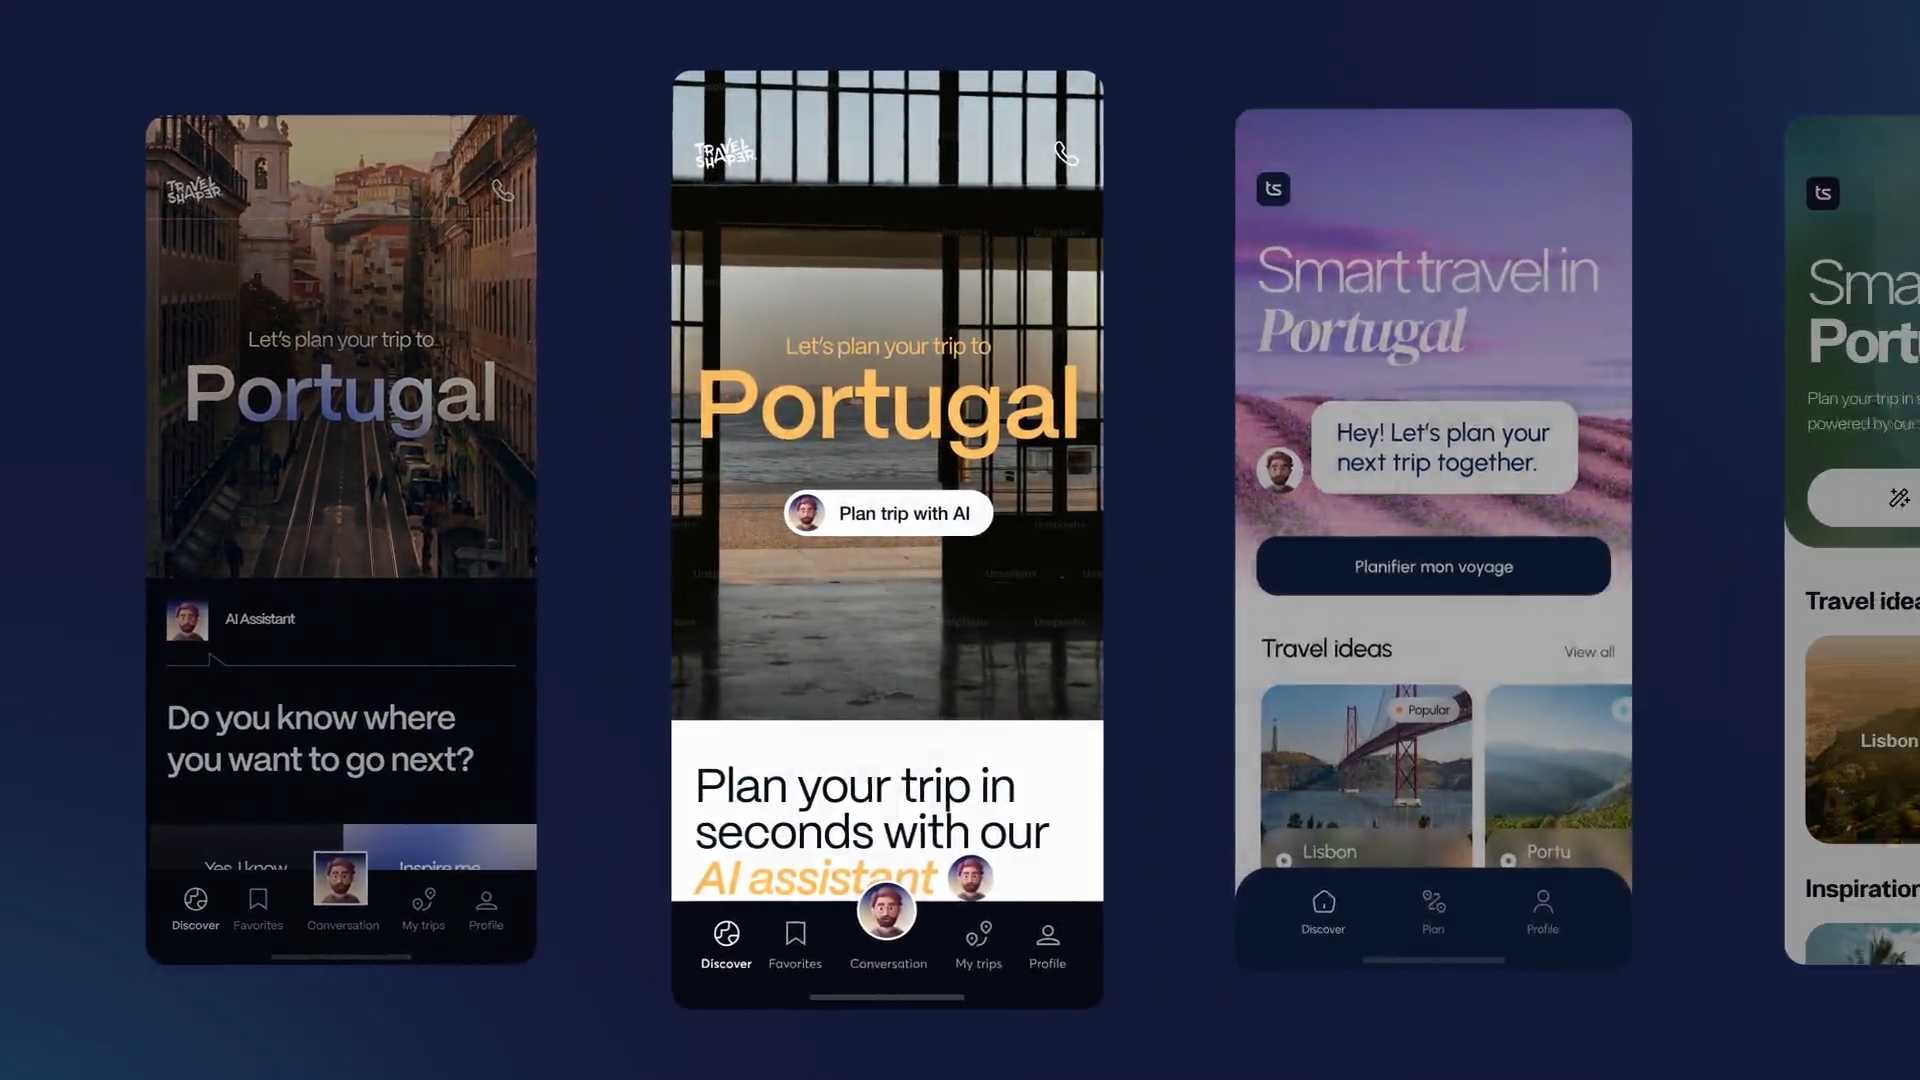 TRAVEL
SHAPER
Let's plan your trip to
Portugal
AI Assistant
Do you know where
you want to go next?
Yes, I know
Inspire me
Discover
Favorites
Conversation
My trips
Profile
TRAVEL
SHAPER
Let's plan your trip to
Portugal
Plan trip with AI
Plan your trip in
seconds with our
AI assistant
Discover
Favorites
Conversation
My trips
Profile
ts
Smart travel in
Portugal
Hey! Let's plan your
next trip together.
Planifier mon voyage
Travel ideas
View all
Popular
Lisbon
Portu
Discover
Plan
Profile
ts
Sma
Port
Plan your trip in s
powered by our
Travel idea
Lisbon
Inspiration